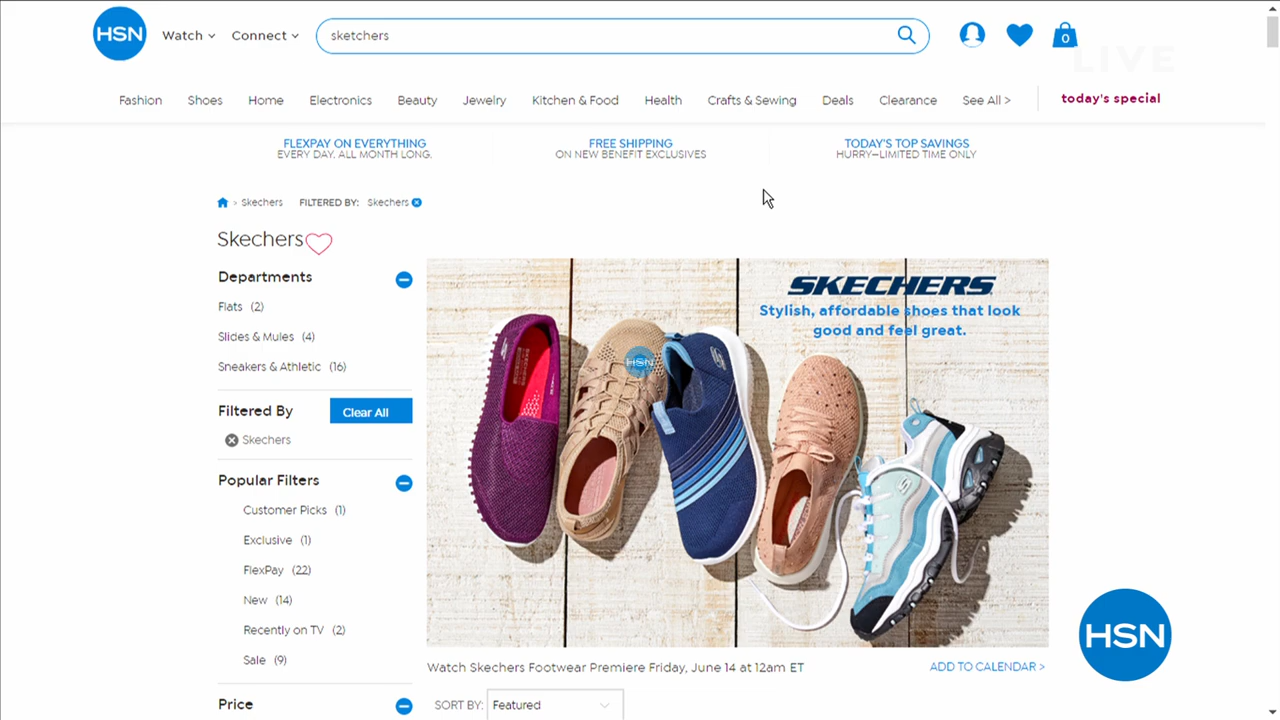 HSN
Watch
Connect
sketchers
0
LIVE
Fashion Shoes Home Electronics Beauty Jewelry Kitchen & Food Health Crafts & Sewing Deals Clearance See All > today's special
FLEXPAY ON EVERYTHING
EVERY DAY. ALL MONTH LONG.
FREE SHIPPING
ON NEW BENEFIT EXCLUSIVES
TODAY'S TOP SAVINGS
HURRY—LIMITED TIME ONLY
> Skechers FILTERED BY: Skechers
Skechers
Departments
Flats (2)
Slides & Mules (4)
Sneakers & Athletic (16)
Filtered By Clear All
Skechers
Popular Filters
Customer Picks (1)
Exclusive (1)
FlexPay (22)
New (14)
Recently on TV (2)
Sale (9)
Price
SKECHERS
Stylish, affordable shoes that look
good and feel great.
HSN
Watch Skechers Footwear Premiere Friday, June 14 at 12am ET
ADD TO CALENDAR >
SORT BY: Featured
HSN